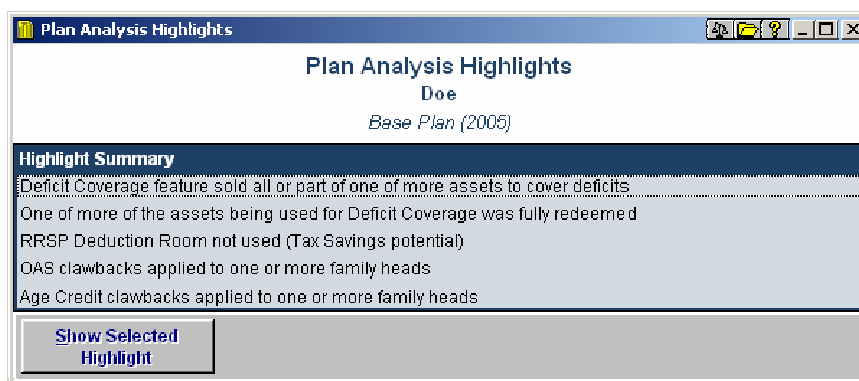 Plan Analysis Highlights
Plan Analysis Highlights
Doe
Base Plan (2005)
Highlight Summary
Deficit Coverage feature sold all or part of one of more assets to cover deficits
One of more of the assets being used for Deficit Coverage was fully redeemed
RRSP Deduction Room not used (Tax Savings potential)
OAS clawbacks applied to one or more family heads
Age Credit clawbacks applied to one or more family heads
Show Selected
Highlight